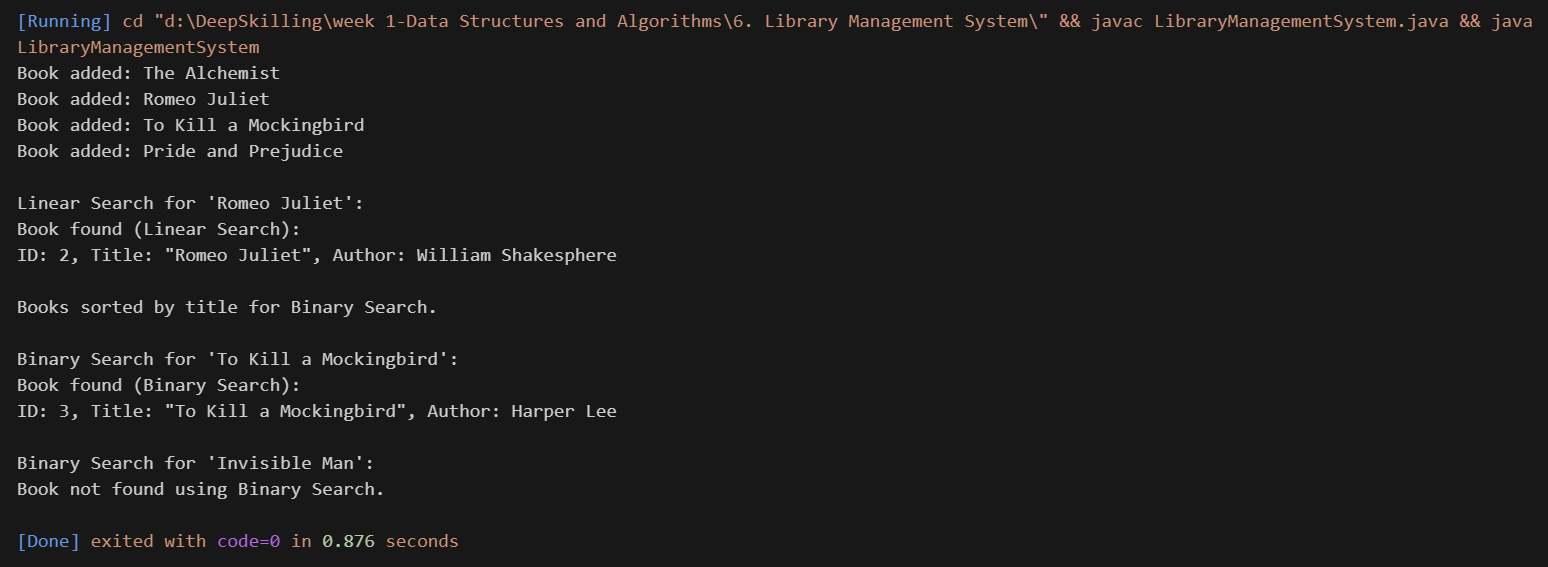 [Running] cd "d:\DeepSkilling\week 1-Data Structures and Algorithms\6. Library Management System\" && javac LibraryManagementSystem.java && java
LibraryManagementSystem
Book added: The Alchemist
Book added: Romeo Juliet
Book added: To Kill a Mockingbird
Book added: Pride and Prejudice
Linear Search for 'Romeo Juliet':
Book found (Linear Search):
ID: 2, Title: "Romeo Juliet", Author: William Shakesphere
Books sorted by title for Binary Search.
Binary Search for 'To Kill a Mockingbird':
Book found (Binary Search):
ID: 3, Title: "To Kill a Mockingbird", Author: Harper Lee
Binary Search for 'Invisible Man':
Book not found using Binary Search.
[Done] exited with code=0 in 0.876 seconds